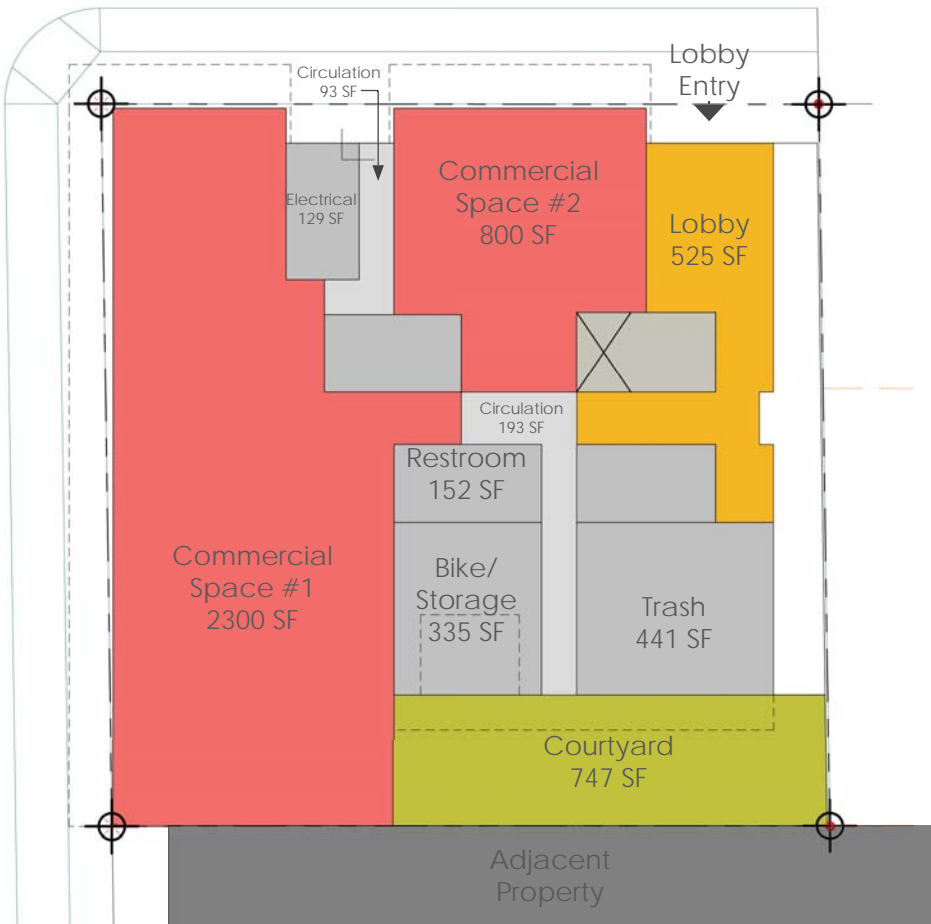 Lobby
Entry
Circulation
93 SF
Commercial
Space #2
800 SF
Electrical
129 SF
Lobby
525 SF
Circulation
193 SF
Restroom
152 SF
Commercial
Space #1
2300 SF
Bike/
Storage
335 SF
Trash
441 SF
Courtyard
747 SF
Adjacent
Property